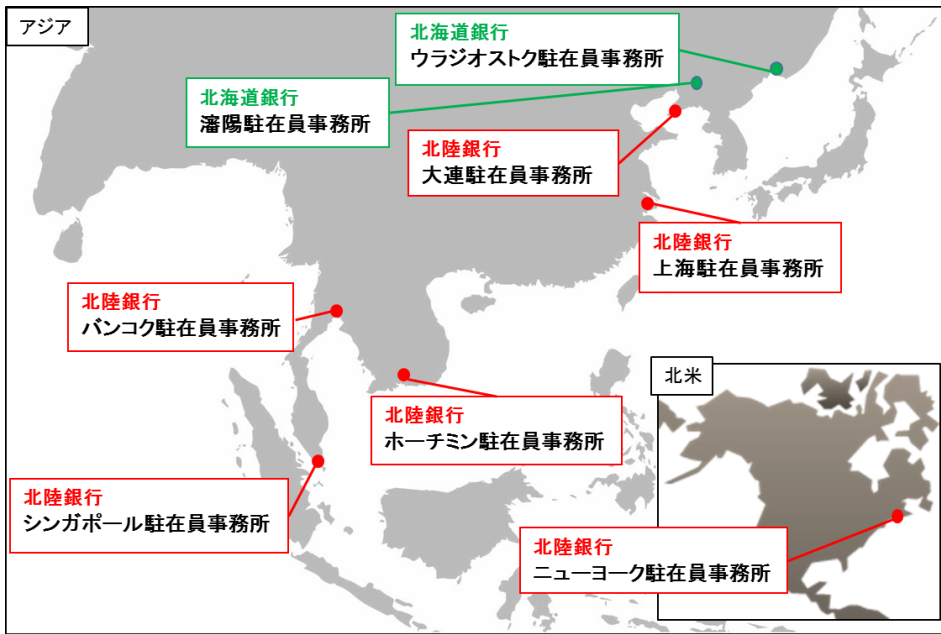 アジア
北海道銀行
ウラジオストク駐在員事務所
北海道銀行
瀋陽駐在員事務所
北陸銀行
大連駐在員事務所
北陸銀行
上海駐在員事務所
北陸銀行
バンコク駐在員事務所
北陸銀行
ホーチミン駐在員事務所
北陸銀行
シンガポール駐在員事務所
北米
北陸銀行
ニューヨーク駐在員事務所